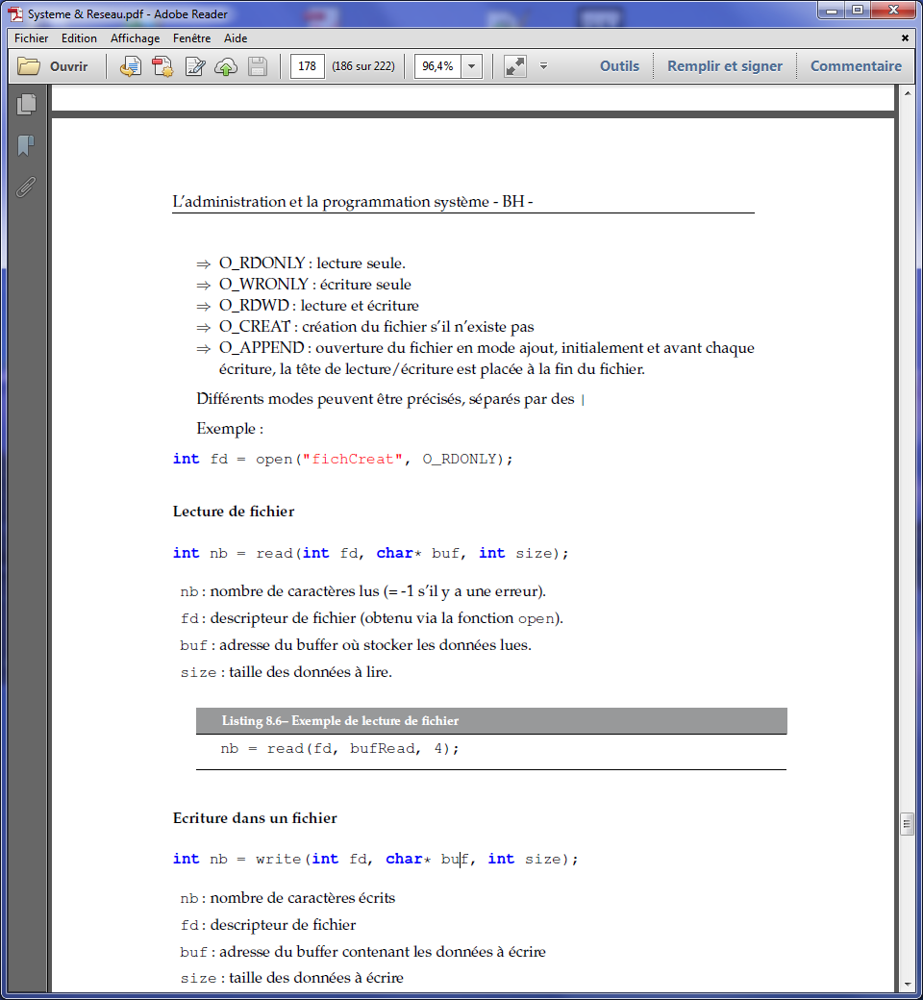 Systeme & Reseau.pdf - Adobe Reader
Fichier Edition Affichage Fenêtre Aide
Ouvrir 178 (186 sur 222) 96,4% Outils Remplir et signer Commentaire
L'administration et la programmation système - BH -
⇒ O_RDONLY : lecture seule.
⇒ O_WRONLY : écriture seule
⇒ O_RDWD : lecture et écriture
⇒ O_CREAT : création du fichier s'il n'existe pas
⇒ O_APPEND : ouverture du fichier en mode ajout, initialement et avant chaque
écriture, la tête de lecture/écriture est placée à la fin du fichier.
Différents modes peuvent être précisés, séparés par des |
Exemple :
int fd = open("fichCreat", O_RDONLY);
Lecture de fichier
int nb = read(int fd, char* buf, int size);
nb : nombre de caractères lus (= -1 s'il y a une erreur).
fd : descripteur de fichier (obtenu via la fonction open).
buf : adresse du buffer où stocker les données lues.
size : taille des données à lire.
Listing 8.6– Exemple de lecture de fichier
nb = read(fd, bufRead, 4);
Ecriture dans un fichier
int nb = write(int fd, char* buf, int size);
nb : nombre de caractères écrits
fd : descripteur de fichier
buf : adresse du buffer contenant les données à écrire
size : taille des données à écrire